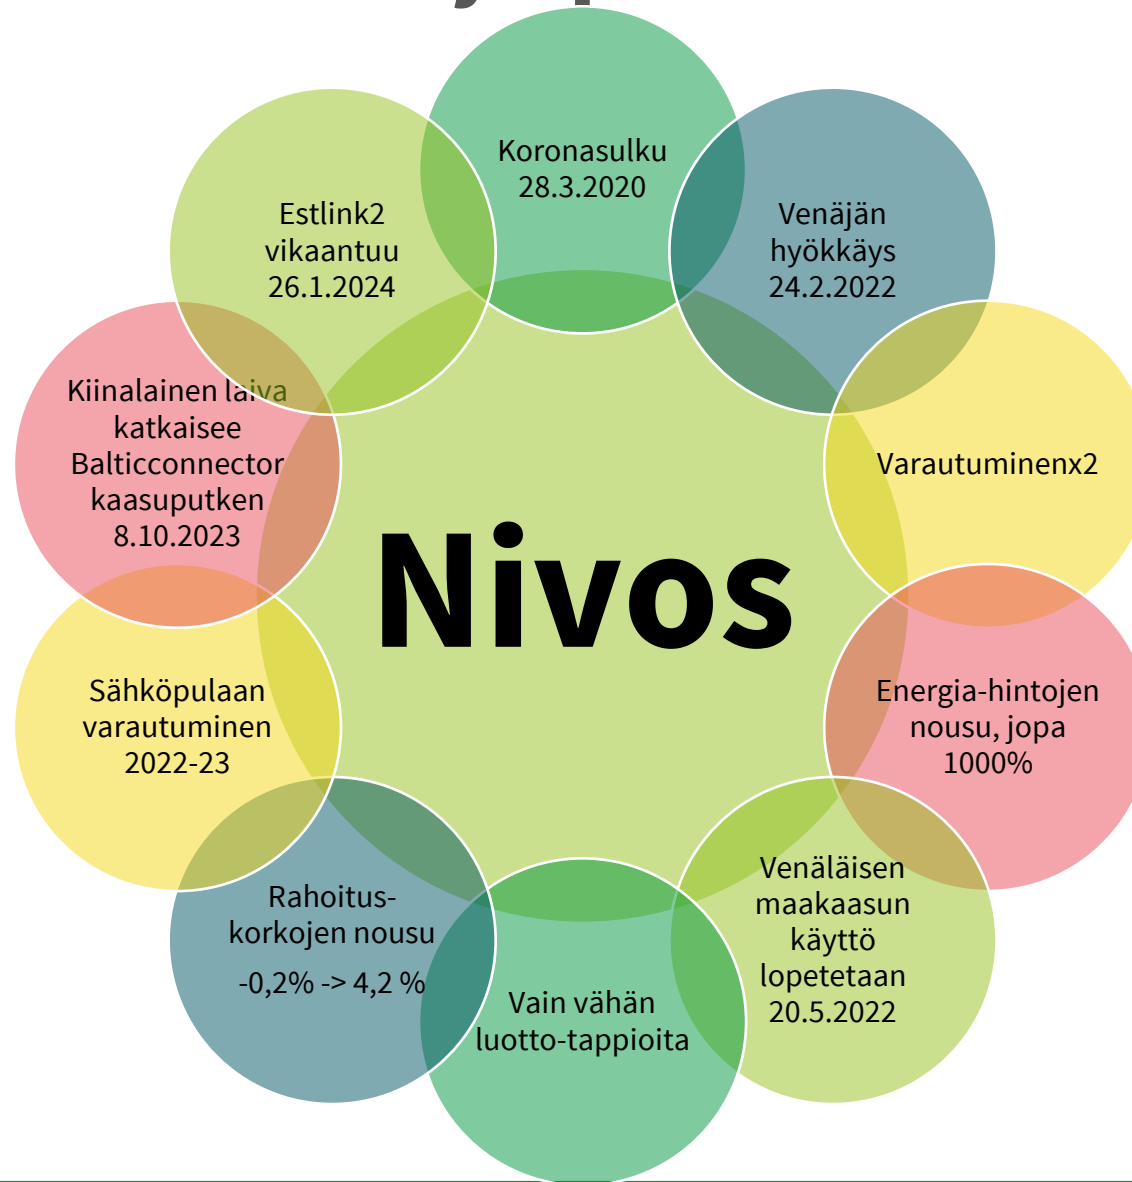 Koronasulku
28.3.2020
Venäjän
hyökkäys
24.2.2022
Varautuminenx2
Energia-hintojen
nousu, jopa
1000%
Venäläisen
maakaasun
käyttö
lopetetaan
20.5.2022
Vain vähän
luotto-tappioita
Rahoitus-
korkojen nousu
-0,2% -> 4,2 %
Sähköpulaan
varautuminen
2022-23
Kiinalainen laiva
katkaisee
Balticconnector
kaasuputken
8.10.2023
Estlink2
vikaantuu
26.1.2024
Nivos